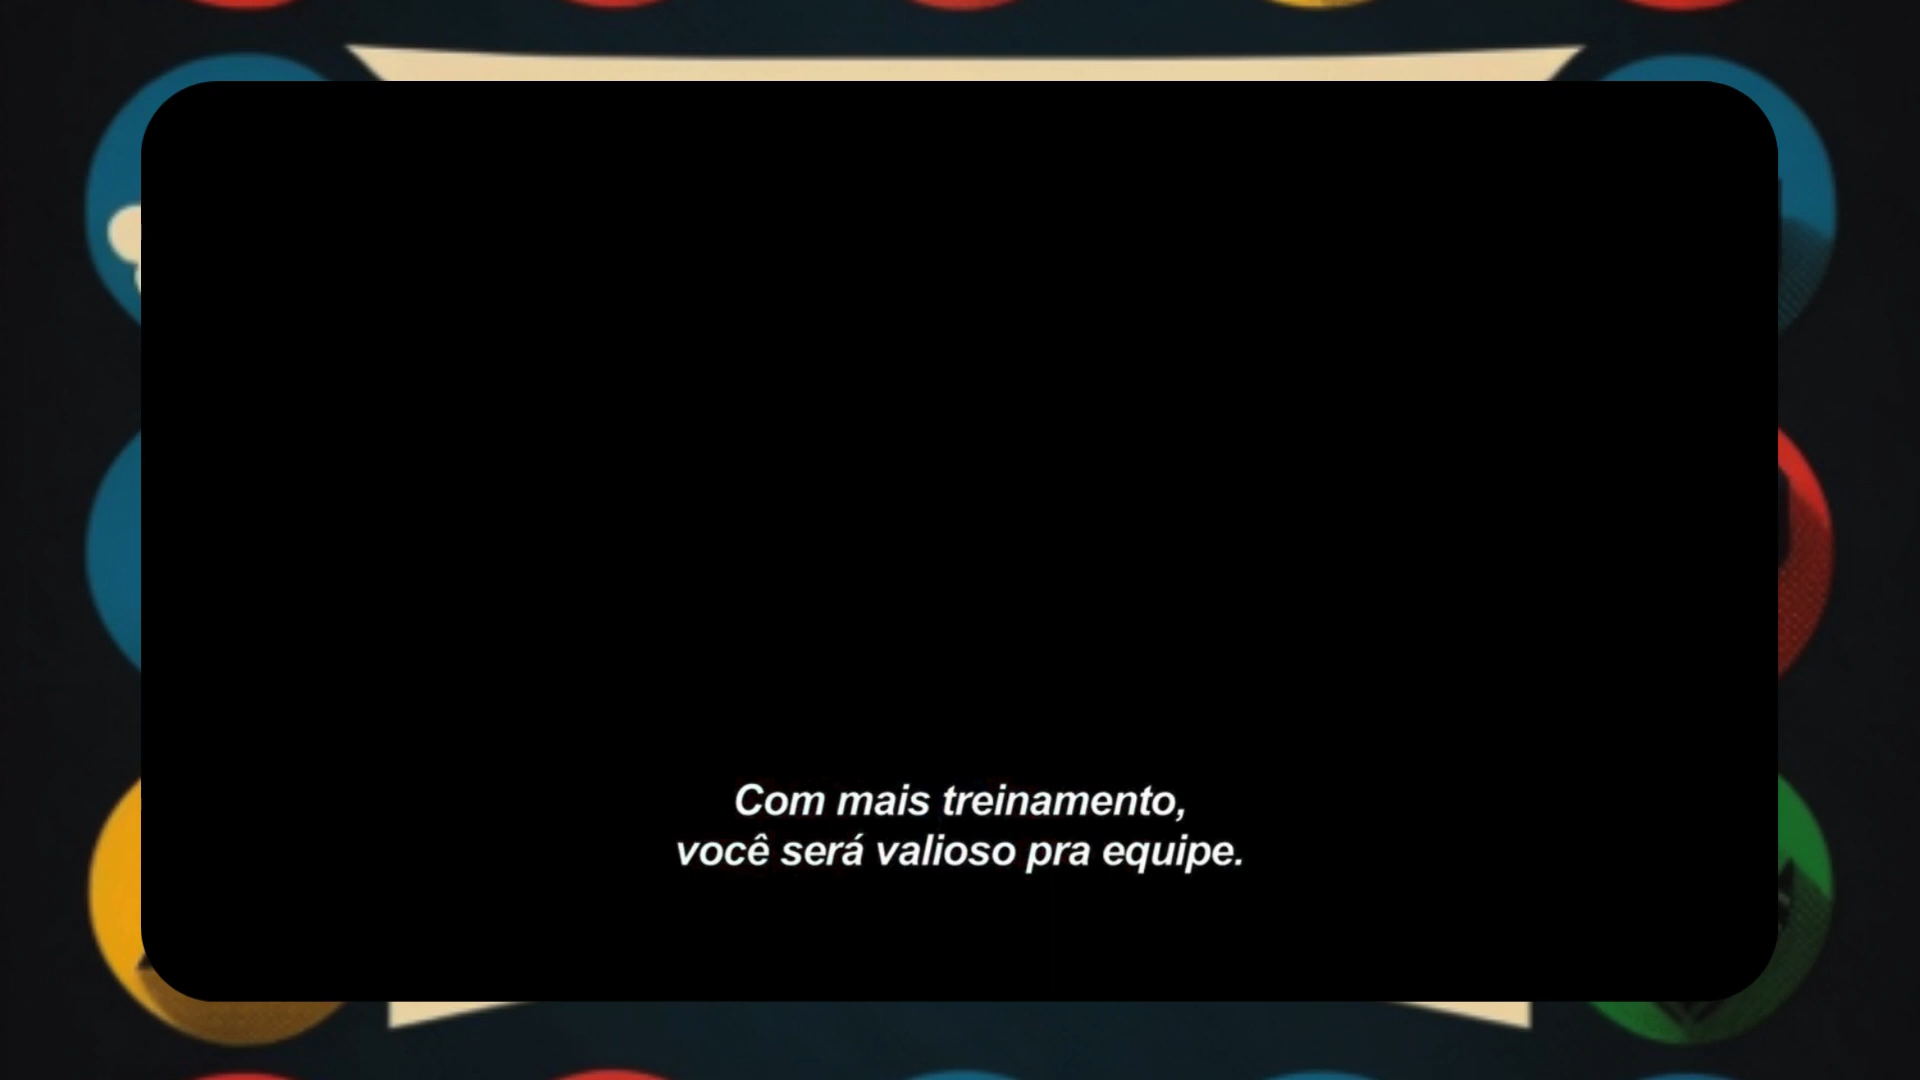 Com mais treinamento,
você será valioso pra equipe.